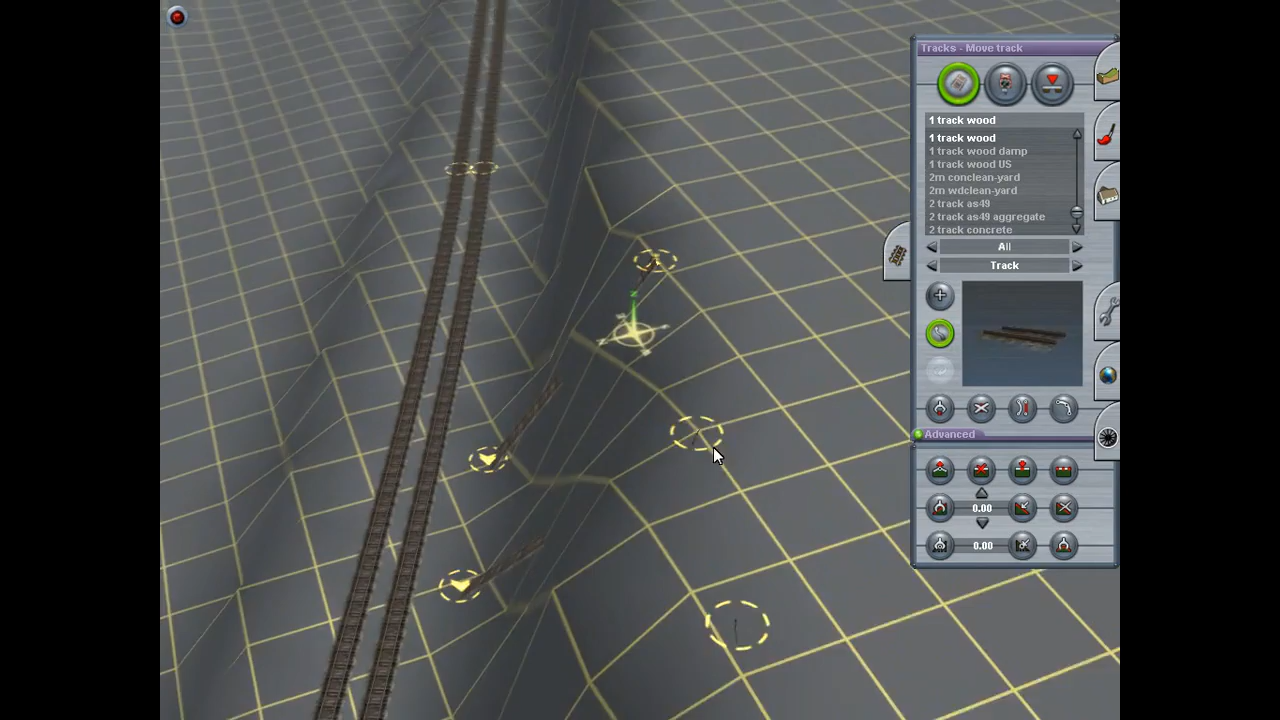 Tracks - Move track
1 track wood
1 track wood
1 track wood damp
1 track wood US
2m conclean-yard
2m wdclean-yard
2 track as49
2 track as49 aggregate
2 track concrete
All
Track
Advanced
0.00
0.00